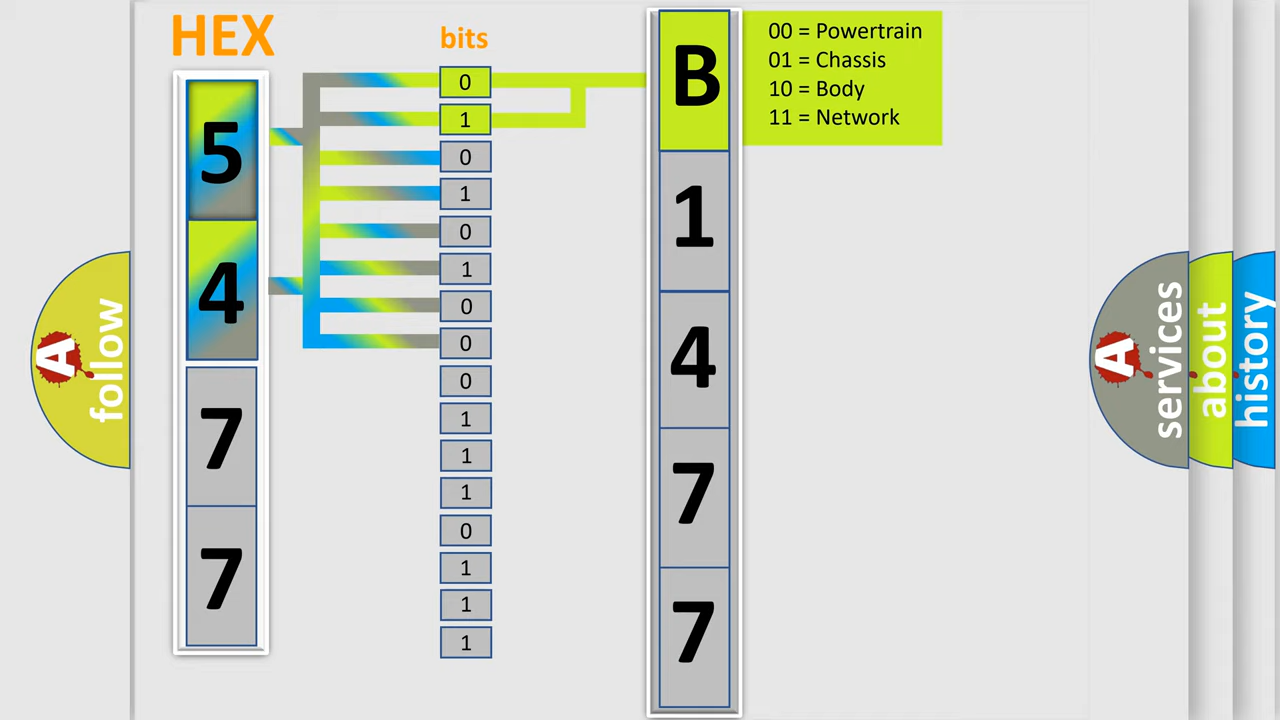 HEX
bits
5
4
7
7
0
1
0
1
0
1
0
0
0
1
1
1
0
1
1
1
B
1
4
7
7
00 = Powertrain
01 = Chassis
10 = Body
11 = Network
A
follow
A
services
about
history